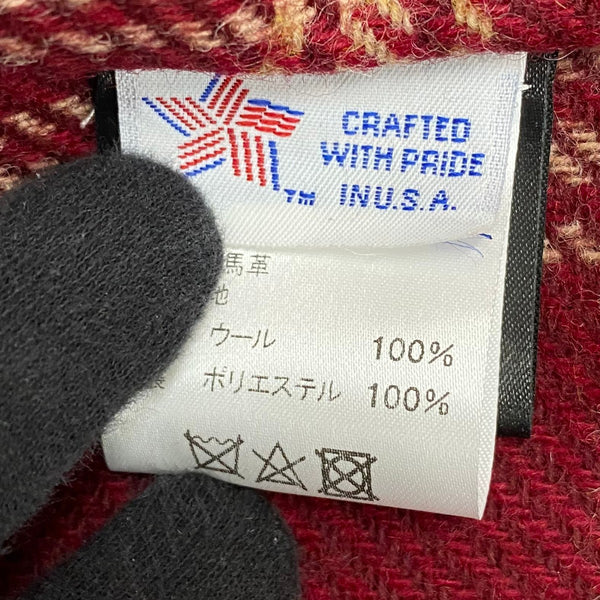 CRAFTED
WITH PRIDE
IN U.S.A.
TM
馬革
地
ウール 100%
ポリエステル 100%